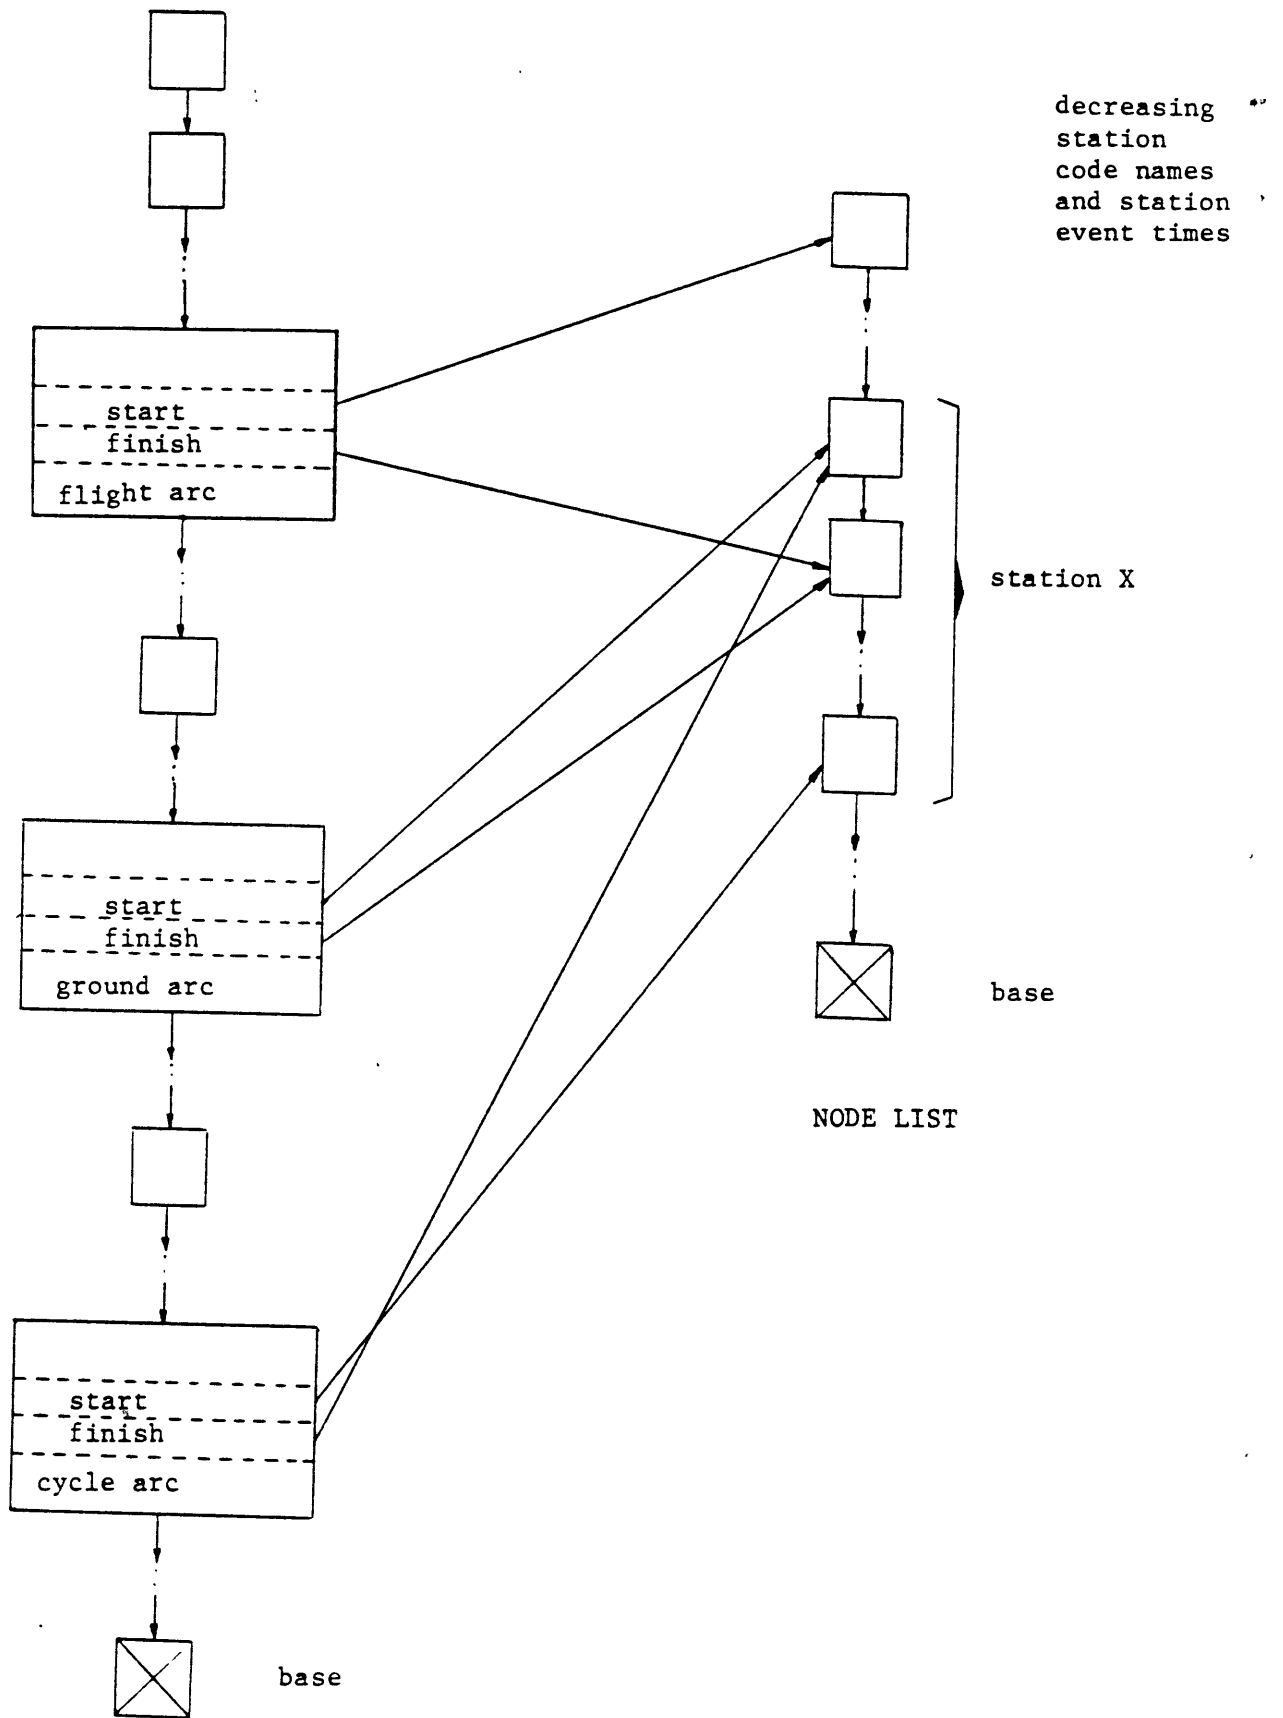 decreasing
station
code names
and station
event times
start
finish
flight arc
station X
start
finish
ground arc
base
NODE LIST
start
finish
cycle arc
base